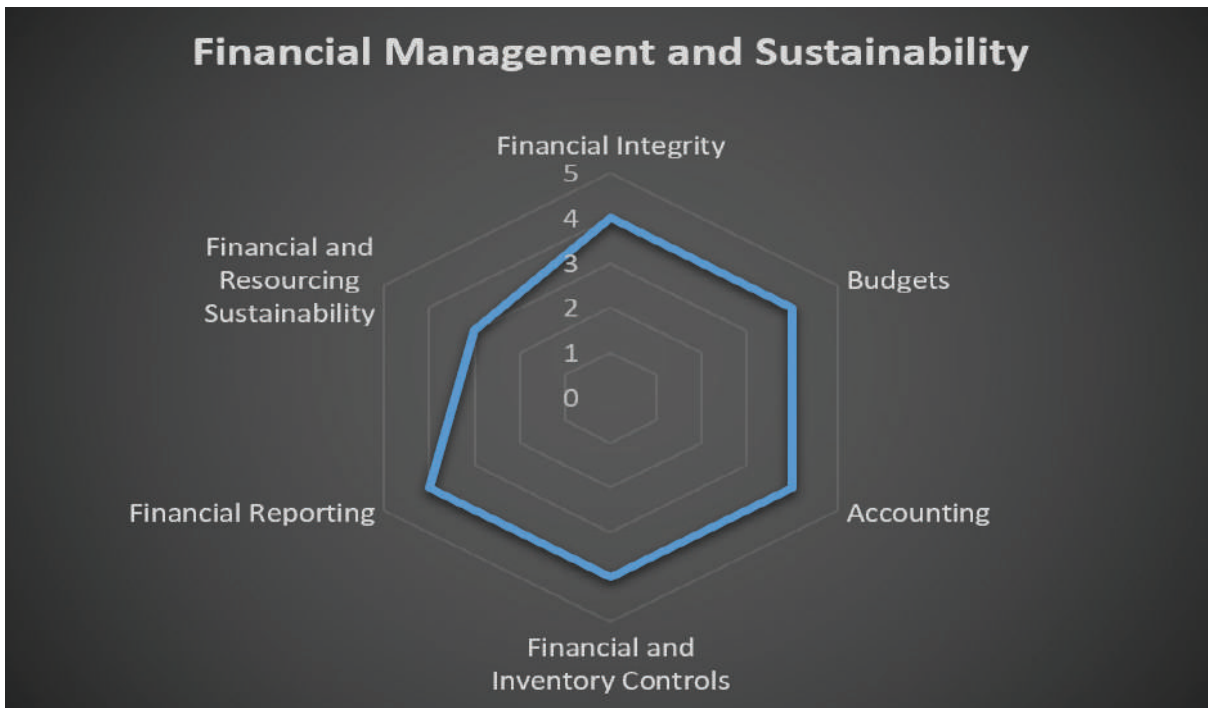 Financial Management and Sustainability
Financial Integrity
5
4
3
2
1
0
Budgets
Accounting
Financial and
Inventory Controls
Financial Reporting
Financial and
Resourcing
Sustainability